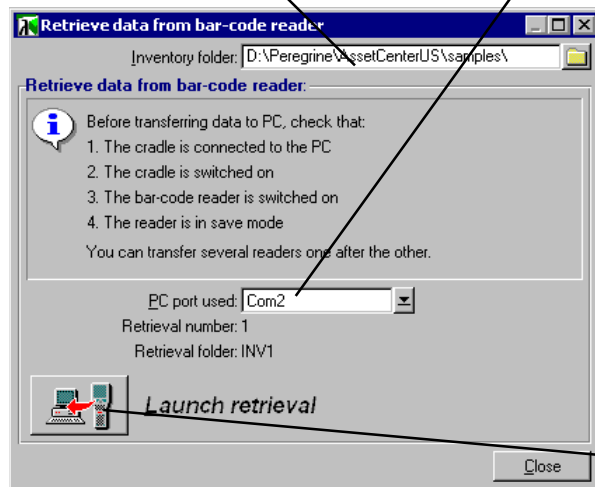 Retrieve data from bar-code reader
Inventory folder: D:\Peregrine\AssetCenterUS\samples\
Retrieve data from bar-code reader:
Before transferring data to PC, check that:
1. The cradle is connected to the PC
2. The cradle is switched on
3. The bar-code reader is switched on
4. The reader is in save mode
You can transfer several readers one after the other.
PC port used: Com2
Retrieval number: 1
Retrieval folder: INV1
Launch retrieval
Close